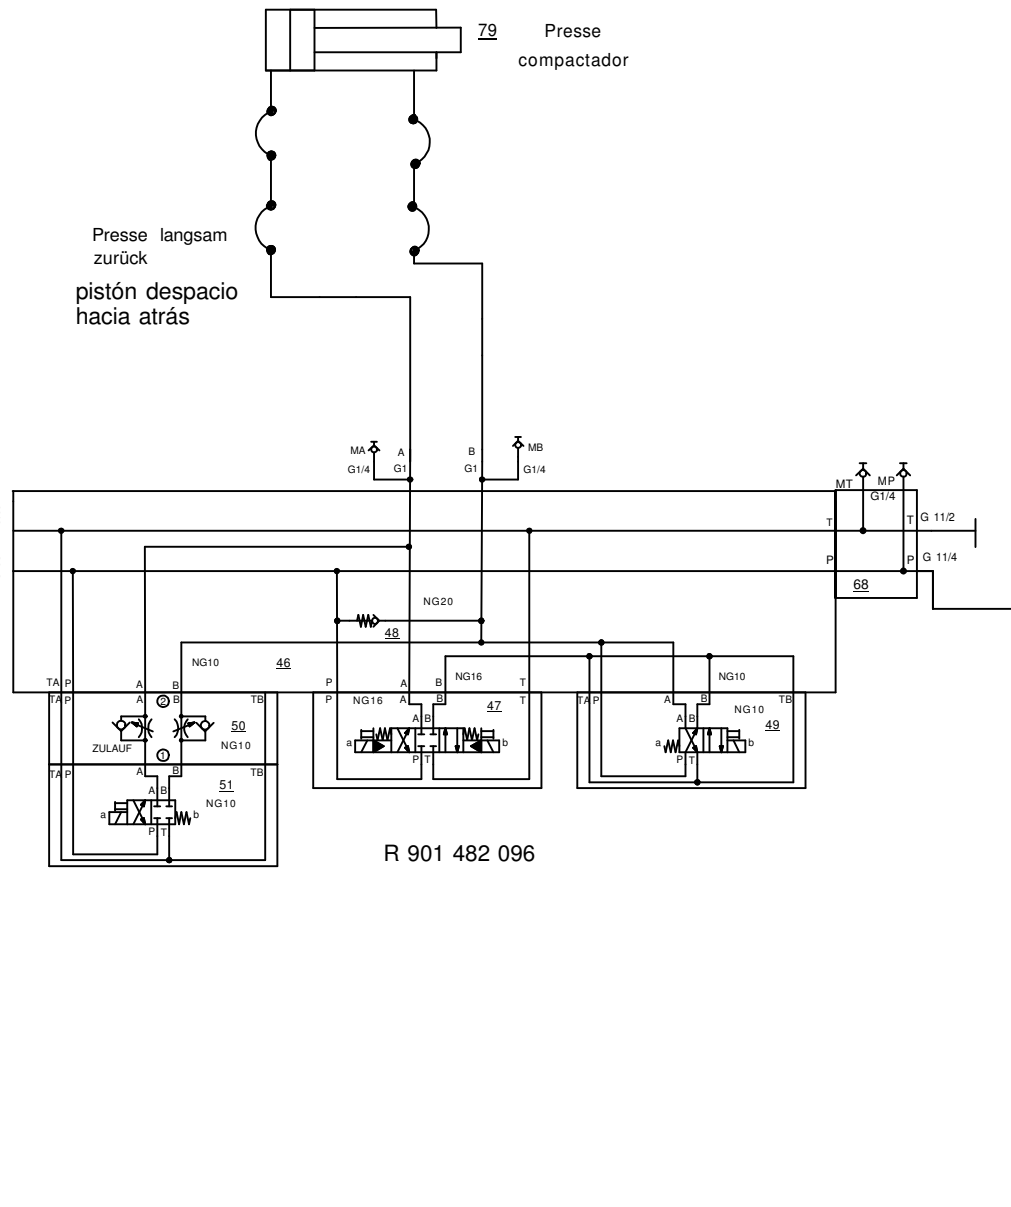 79 Presse
compactador
Presse langsam
zurück
pistón despacio
hacia atrás
MA A B MB
G1/4 G1 G1 G1/4
MT MP
G1/4
T T G 11/2
P P G 11/4
68
NG20
48
NG10 46 NG16 NG10
TA P A B P A B T
TA P A 2 B TB P NG16 A B T TA P A B TB
50 47 NG10
49
A B A B A B
ZULAUF NG10 a b a b
1 P T P T
TA P A B TB
51
A B NG10
a b
P T
R 901 482 096